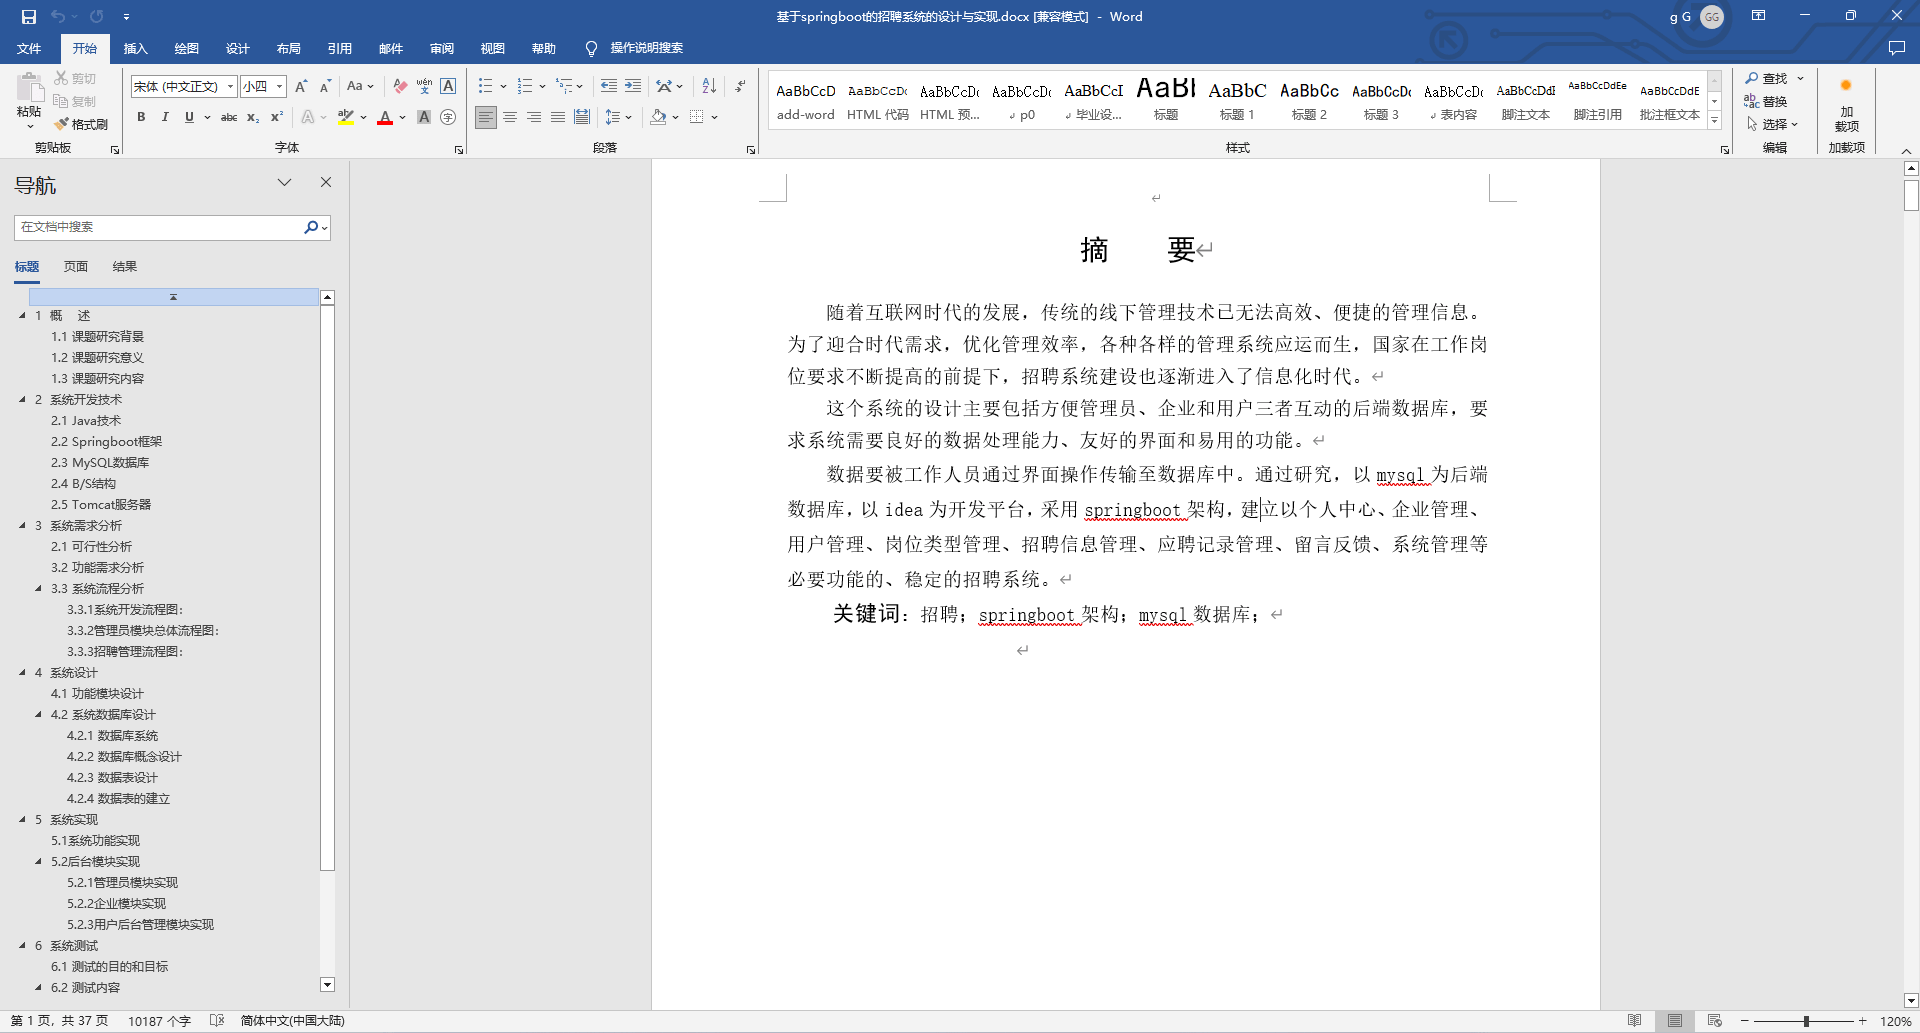 基于springboot的招聘系统的设计与实现.docx [兼容模式] - Word
g G GG
文件 开始 插入 绘图 设计 布局 引用 邮件 审阅 视图 帮助 操作说明搜索
粘贴 剪切 复制 格式刷
宋体 (中文正文) 小四
AaBbCcD AaBbCcDc AaBbCcDc AaBbCcDc AaBbCcI AaBl AaBbC AaBbCc AaBbCcDc AaBbCcDc AaBbCcDdI AaBbCcDdEe AaBbCcDdE
add-word HTML 代码 HTML 预... p0 毕业设... 标题 标题 1 标题 2 标题 3 表内容 脚注文本 脚注引用 批注框文本
查找
替换
选择
加
载项
剪贴板 字体 段落 样式 编辑 加载项
导航
在文档中搜索
标题 页面 结果
1 概 述
1.1 课题研究背景
1.2 课题研究意义
1.3 课题研究内容
2 系统开发技术
2.1 Java技术
2.2 Springboot框架
2.3 MySQL数据库
2.4 B/S结构
2.5 Tomcat服务器
3 系统需求分析
2.1 可行性分析
3.2 功能需求分析
3.3 系统流程分析
3.3.1系统开发流程图：
3.3.2管理员模块总体流程图：
3.3.3招聘管理流程图：
4 系统设计
4.1 功能模块设计
4.2 系统数据库设计
4.2.1 数据库系统
4.2.2 数据库概念设计
4.2.3 数据表设计
4.2.4 数据表的建立
5 系统实现
5.1系统功能实现
5.2后台模块实现
5.2.1管理员模块实现
5.2.2企业模块实现
5.2.3用户后台管理模块实现
6 系统测试
6.1 测试的目的和目标
6.2 测试内容
摘 要
随着互联网时代的发展，传统的线下管理技术已无法高效、便捷的管理信息。
为了迎合时代需求，优化管理效率，各种各样的管理系统应运而生，国家在工作岗
位要求不断提高的前提下，招聘系统建设也逐渐进入了信息化时代。
这个系统的设计主要包括方便管理员、企业和用户三者互动的后端数据库，要
求系统需要良好的数据处理能力、友好的界面和易用的功能。
数据要被工作人员通过界面操作传输至数据库中。通过研究，以 mysql 为后端
数据库，以 idea 为开发平台，采用 springboot 架构，建立以个人中心、企业管理、
用户管理、岗位类型管理、招聘信息管理、应聘记录管理、留言反馈、系统管理等
必要功能的、稳定的招聘系统。
关键词：招聘；springboot 架构；mysql 数据库；
第 1 页，共 37 页 10187 个字 简体中文(中国大陆) 120%